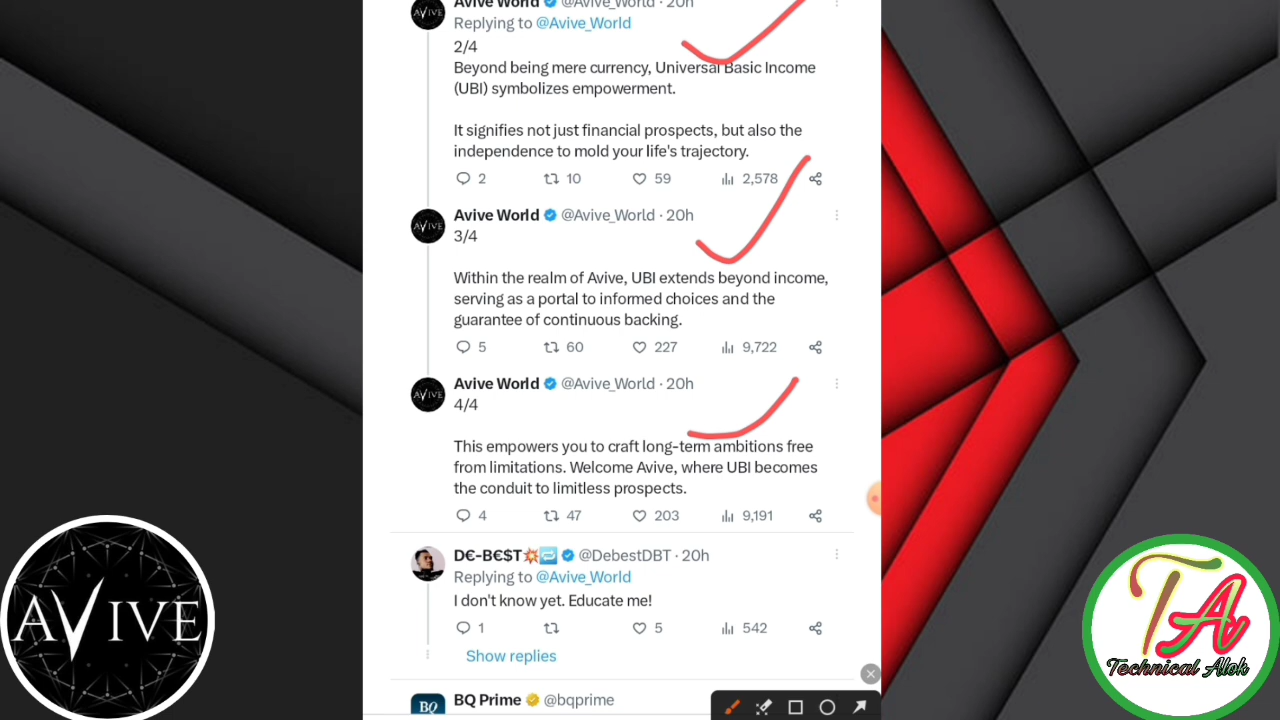 Avive World @Avive_World · 20h
Replying to @Avive_World
2/4
Beyond being mere currency, Universal Basic Income
(UBI) symbolizes empowerment.
It signifies not just financial prospects, but also the
independence to mold your life's trajectory.
2 10 59 2,578
Avive World @Avive_World · 20h
3/4
Within the realm of Avive, UBI extends beyond income,
serving as a portal to informed choices and the
guarantee of continuous backing.
5 60 227 9,722
Avive World @Avive_World · 20h
4/4
This empowers you to craft long-term ambitions free
from limitations. Welcome Avive, where UBI becomes
the conduit to limitless prospects.
4 47 203 9,191
D€-B€$T💥🔁 @DebestDBT · 20h
Replying to @Avive_World
I don't know yet. Educate me!
1 5 542
Show replies
BQ Prime @bqprime
BQ
AVIVE
AVIVE
AVIVE
AVIVE
TA
Technical Alok